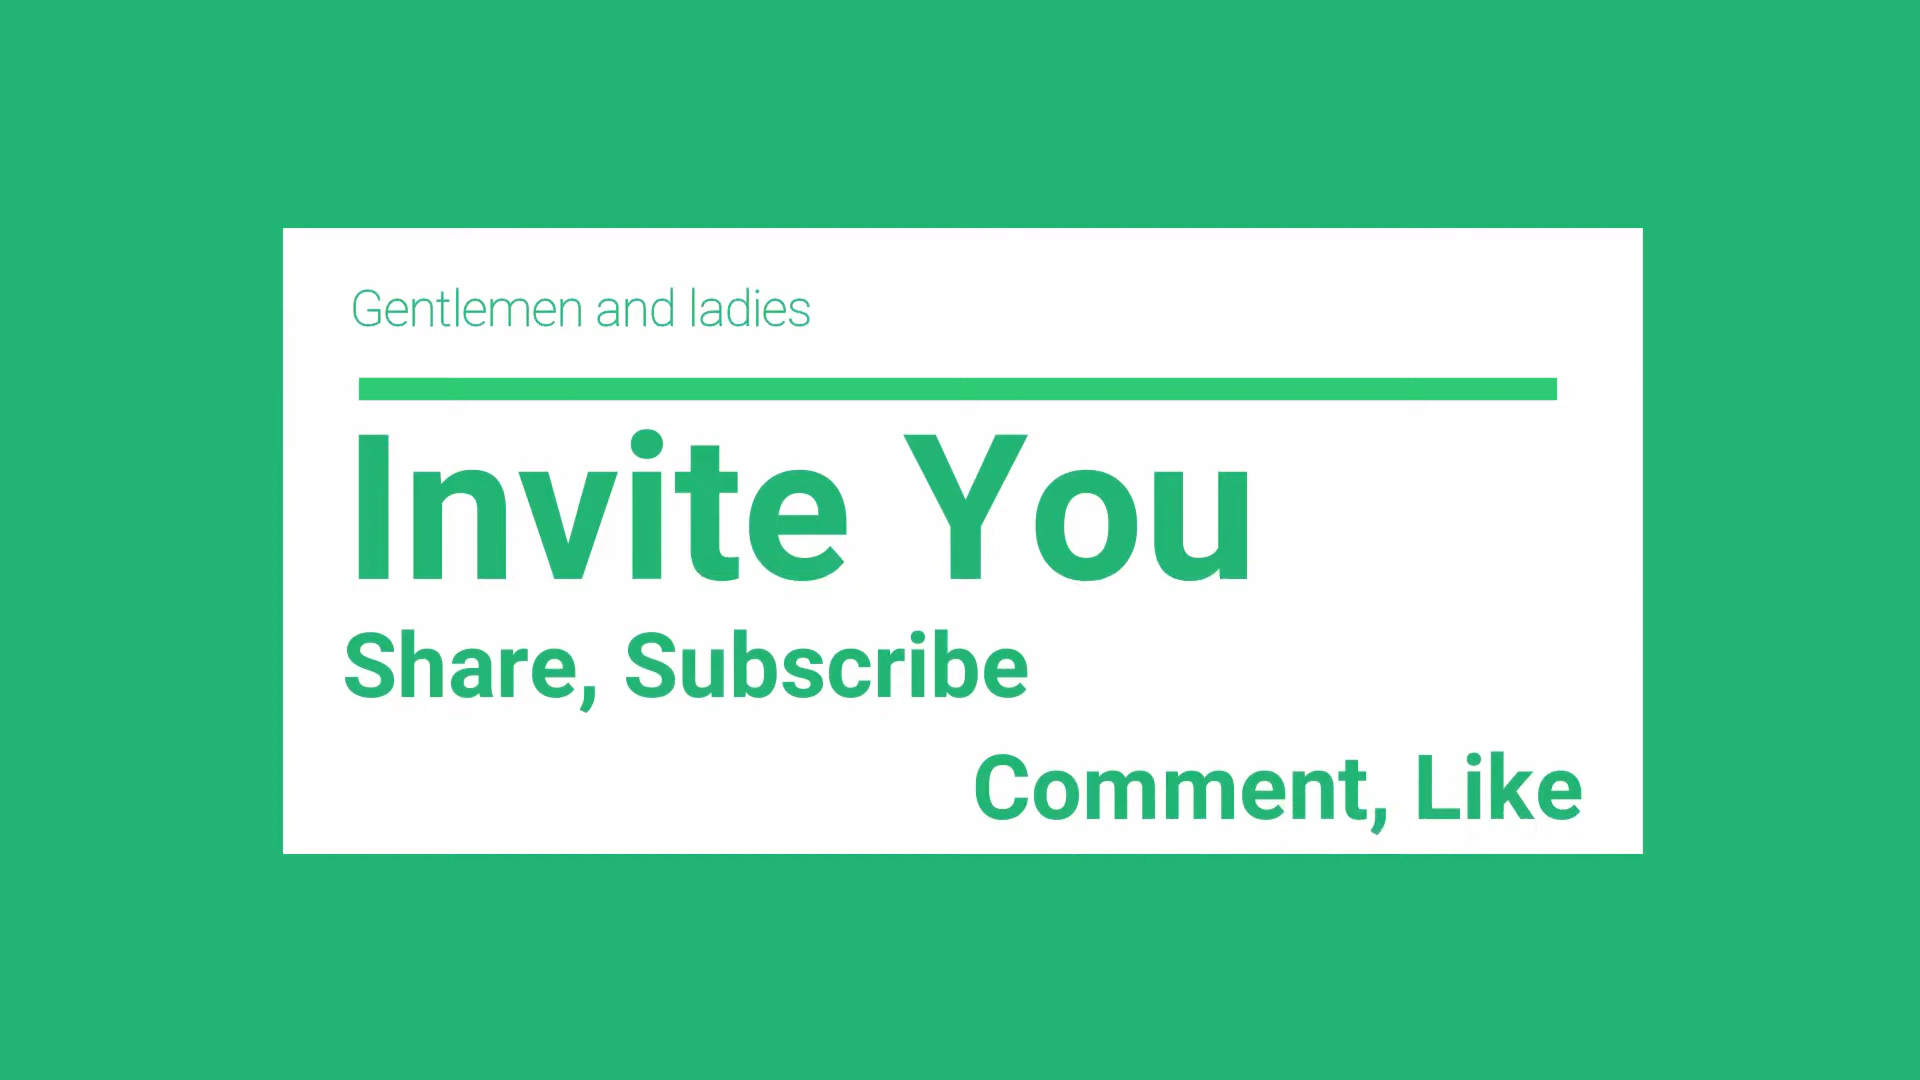 Gentlemen and ladies
Invite You
Share, Subscribe
Comment, Like